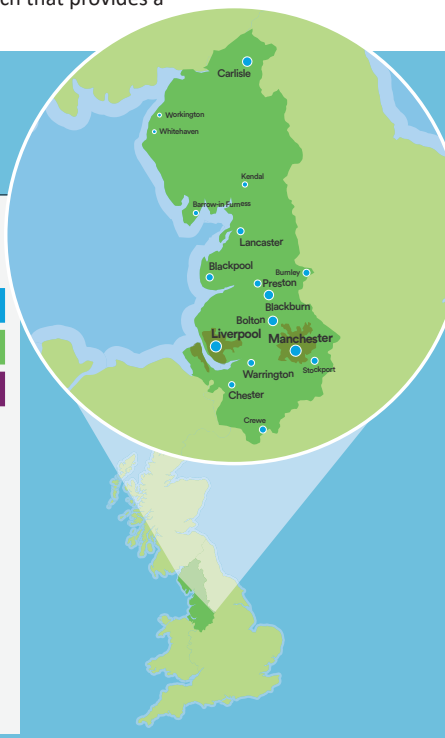 ch that provides a
Carlisle
Workington
Whitehaven
Kendal
Barrow-in Furness
Lancaster
Blackpool
Burnley
Preston
Blackburn
Bolton
Liverpool
Manchester
Warrington
Stockport
Chester
Crewe